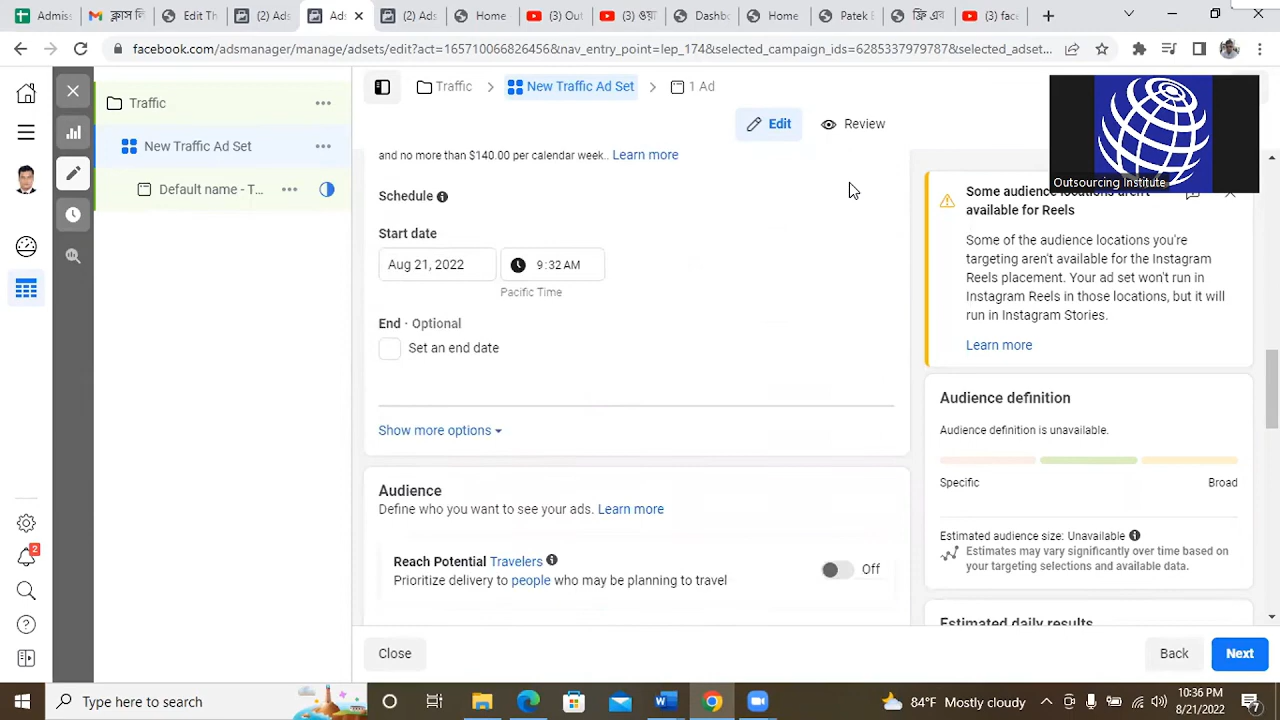 Admis
ক্লাস লি
Edit Th
(2) Ads
Ads
(2) Ads
Home
(3) Out
Dashbo
Home
Patek E
(3) face
facebook.com/adsmanager/manage/adsets/edit?act=165710066826456&nav_entry_point=lep_174&selected_campaign_ids=6285337979787&selected_adset...
Traffic
New Traffic Ad Set
Default name - T...
Traffic
New Traffic Ad Set
1 Ad
Edit
Review
Outsourcing Institute
and no more than $140.00 per calendar week.. Learn more
Schedule
Start date
Aug 21, 2022
9:32 AM
Pacific Time
End · Optional
Set an end date
Show more options
Audience
Define who you want to see your ads. Learn more
Reach Potential Travelers
Prioritize delivery to people who may be planning to travel
Off
Some audience locations aren't
available for Reels
Some of the audience locations you're
targeting aren't available for the Instagram
Reels placement. Your ad set won't run in
Instagram Reels in those locations, but it will
run in Instagram Stories.
Learn more
Audience definition
Audience definition is unavailable.
Specific
Broad
Estimated audience size: Unavailable
Estimates may vary significantly over time based on
your targeting selections and available data.
Estimated daily results
Close
Back
Next
2
Type here to search
84°F Mostly cloudy
10:36 PM
8/21/2022
7